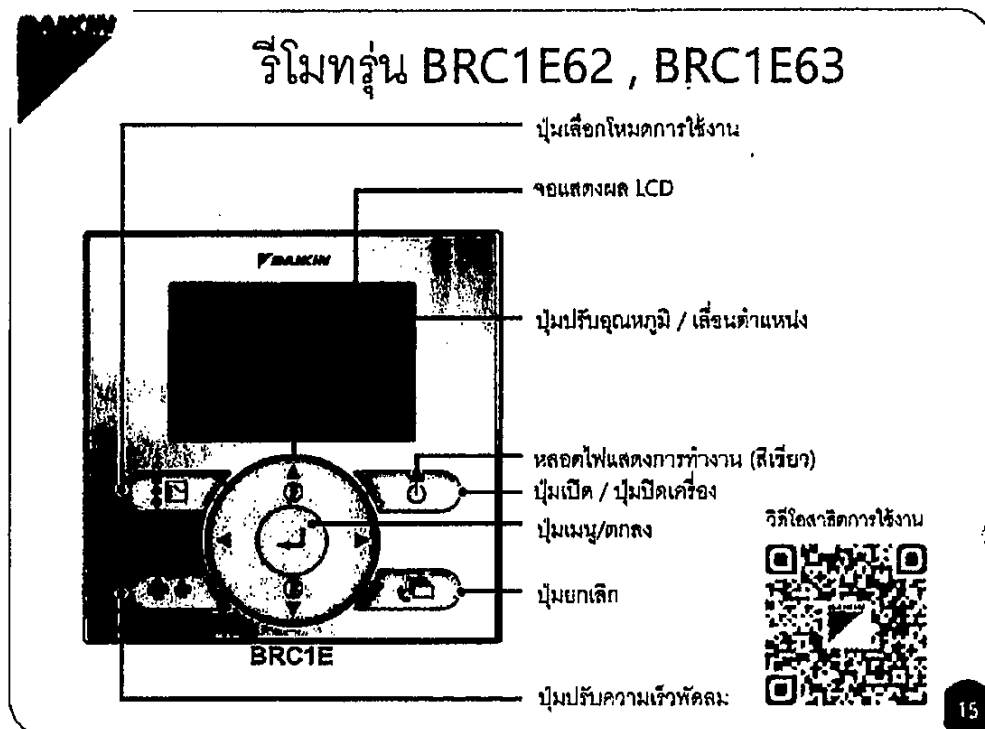 DAIKIN
รีโมทรุ่น BRC1E62 , BRC1E63
ปุ่มเลือกโหมดการใช้งาน
จอแสดงผล LCD
DAIKIN
ปุ่มปรับอุณหภูมิ / เลื่อนตำแหน่ง
หลอดไฟแสดงการทำงาน (สีเขียว)
ปุ่มเปิด / ปุ่มปิดเครื่อง
ปุ่มเมนู/ตกลง
วิดีโอสาธิตการใช้งาน
ปุ่มยกเลิก
BRC1E
ปุ่มปรับความเร็วพัดลม
15